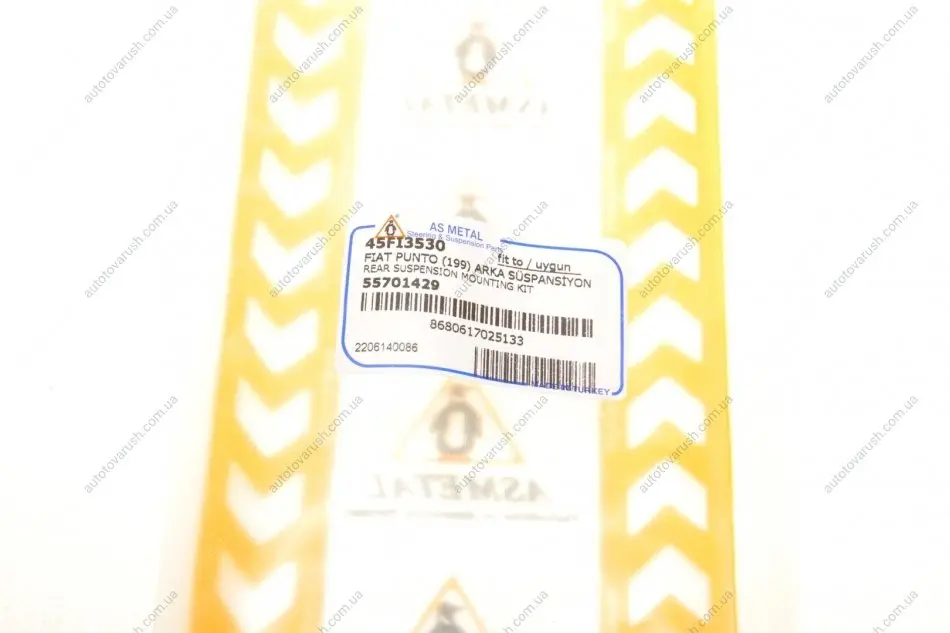 AS METAL
Steering & Suspension Parts
45FI3530
fit to / uygun
FIAT PUNTO (199) ARKA SÜSPANSİYON
REAR SUSPENSION MOUNTING KIT
55701429
8680617025133
2206140086
MADE IN TURKEY
ASMETAL
ASMETAL
autotovarush.com.ua